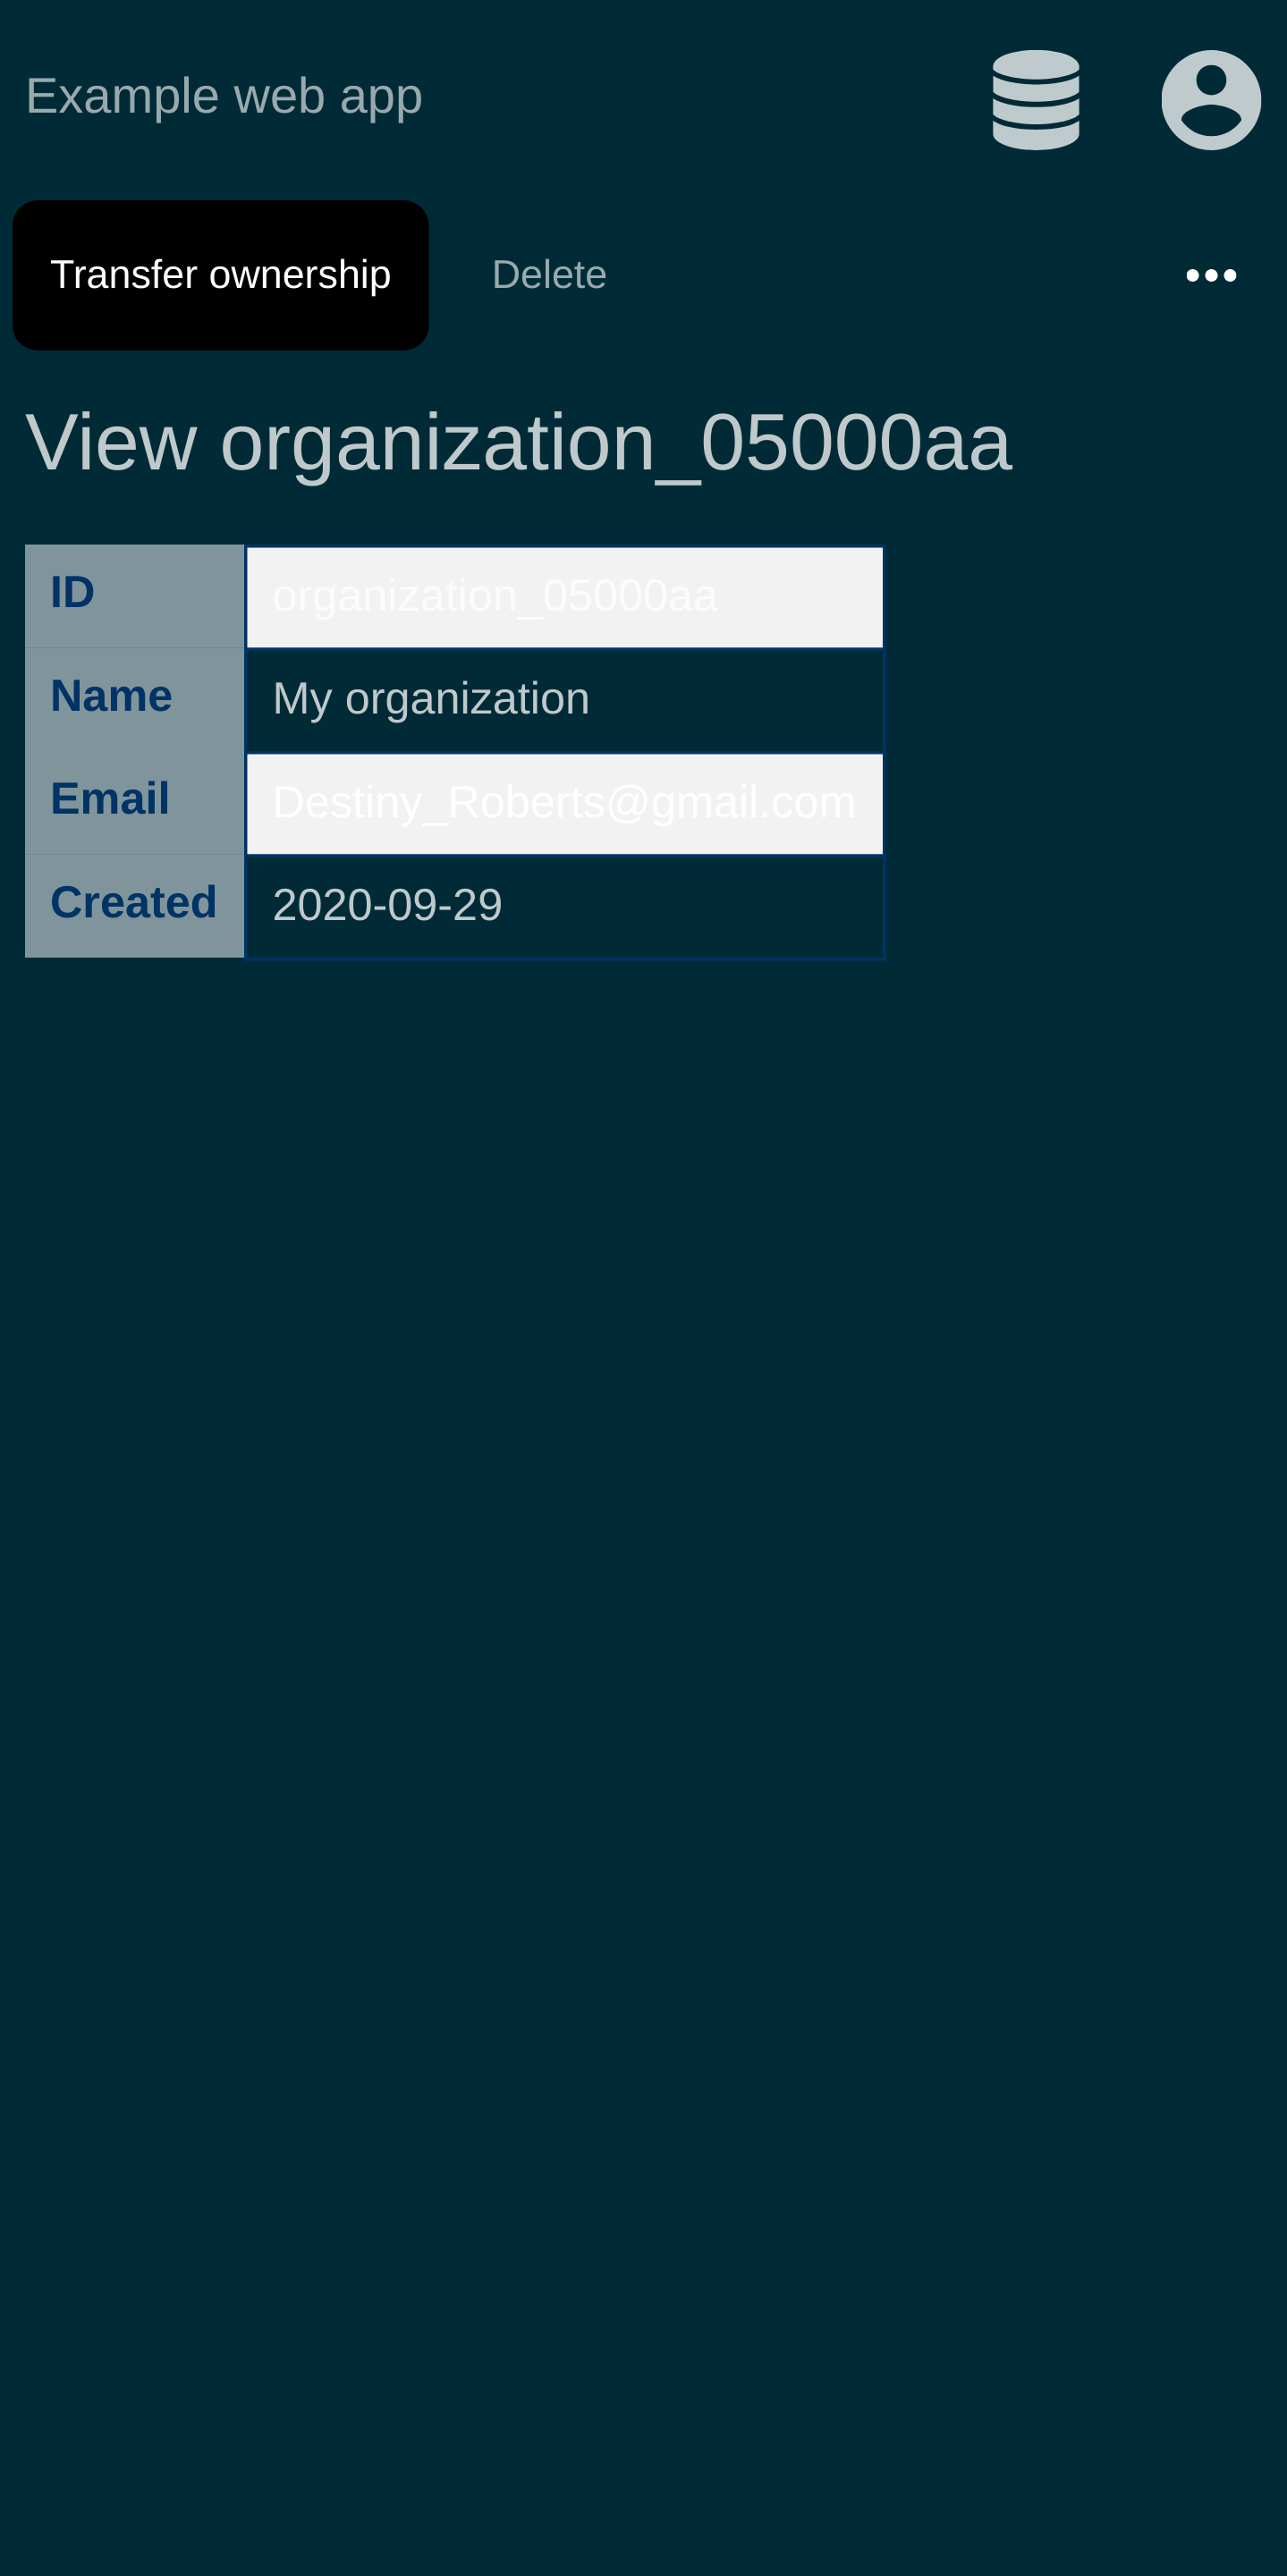 Example web app
Transfer ownership Delete
View organization_05000aa
ID organization_05000aa
Name My organization
Email Destiny_Roberts@gmail.com
Created 2020-09-29